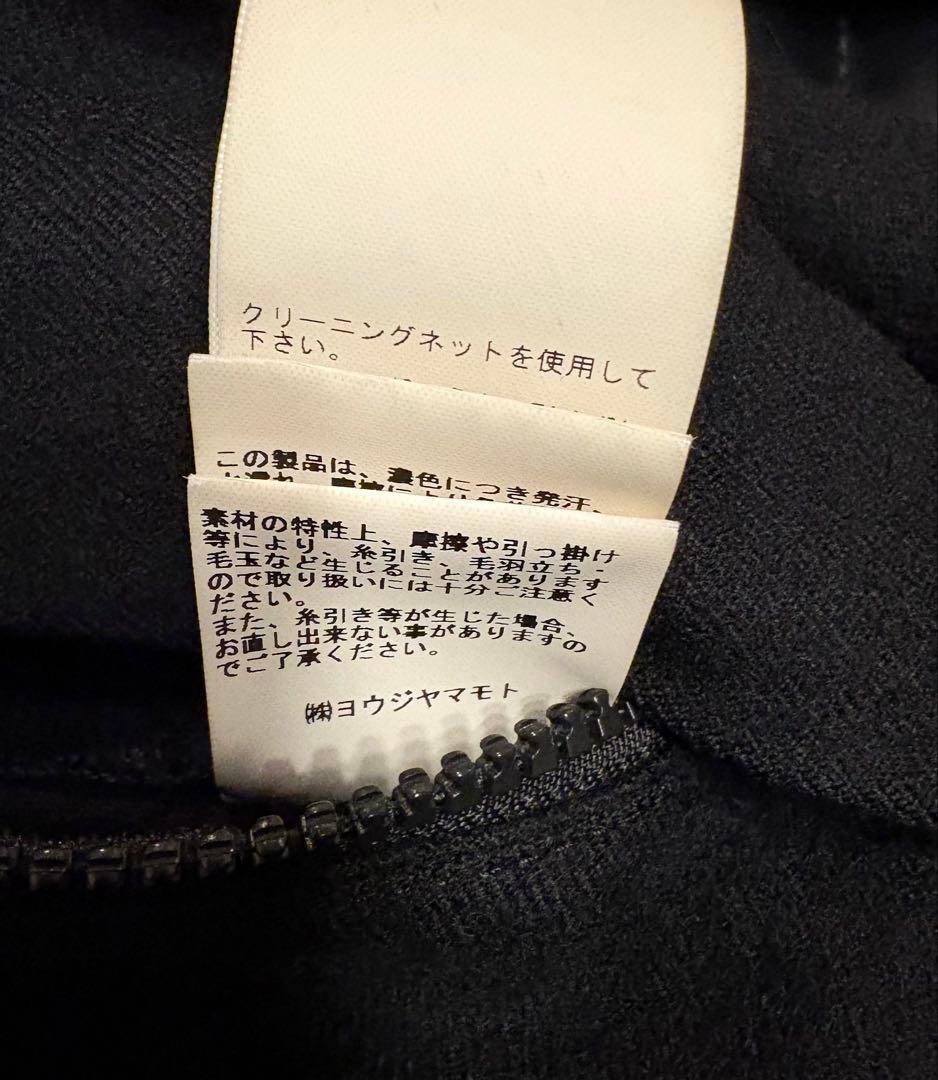 クリーニングネットを使用して
下さい。
この製品は、濃色につき発汗、
素材の特性上、摩擦や引っ掛け
等により、糸引き、毛羽立ち・
毛玉など生じることがあります
ので取り扱いには十分ご注意く
ださい。
また、糸引き等が生じた場合、
お直し出来ない事がありますの
でご了承ください。
㈱ヨウジヤマモト